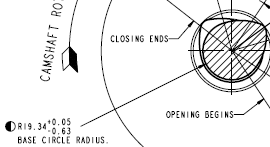 CLOSING ENDS
CAMSHAFT RO
R19.34 +0.05
-0.63
BASE CIRCLE RADIUS.
OPENING BEGINS